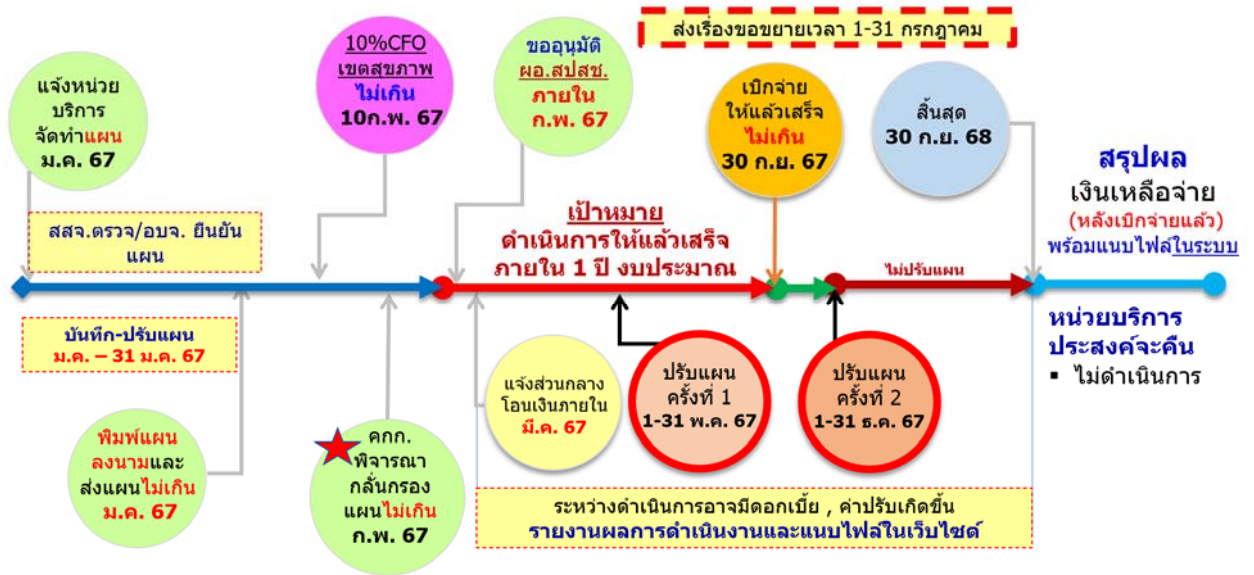 ส่งเรื่องขอขยายเวลา 1-31 กรกฎาคม
แจ้งหน่วย
บริการ
จัดทำแผน
ม.ค. 67
10%CFO
เขตสุขภาพ
ไม่เกิน
10ก.พ. 67
ขออนุมัติ
ผอ.สปสช.
ภายใน
ก.พ. 67
เบิกจ่าย
ให้แล้วเสร็จ
ไม่เกิน
30 ก.ย. 67
สิ้นสุด
30 ก.ย. 68
สรุปผล
เงินเหลือจ่าย
(หลังเบิกจ่ายแล้ว)
พร้อมแนบไฟล์ในระบบ
สสจ.ตรวจ/อบจ. ยืนยัน
แผน
เป้าหมาย
ดำเนินการให้แล้วเสร็จ
ภายใน 1 ปี งบประมาณ
ไม่ปรับแผน
บันทึก-ปรับแผน
ม.ค. – 31 ม.ค. 67
หน่วยบริการ
ประสงค์จะคืน
▪ ไม่ดำเนินการ
พิมพ์แผน
ลงนามและ
ส่งแผนไม่เกิน
ม.ค. 67
คกก.
พิจารณา
กลั่นกรอง
แผนไม่เกิน
ก.พ. 67
แจ้งส่วนกลาง
โอนเงินภายใน
มี.ค. 67
ปรับแผน
ครั้งที่ 1
1-31 พ.ค. 67
ปรับแผน
ครั้งที่ 2
1-31 ธ.ค. 67
ระหว่างดำเนินการอาจมีดอกเบี้ย , ค่าปรับเกิดขึ้น
รายงานผลการดำเนินงานและแนบไฟล์ในเว็บไซด์